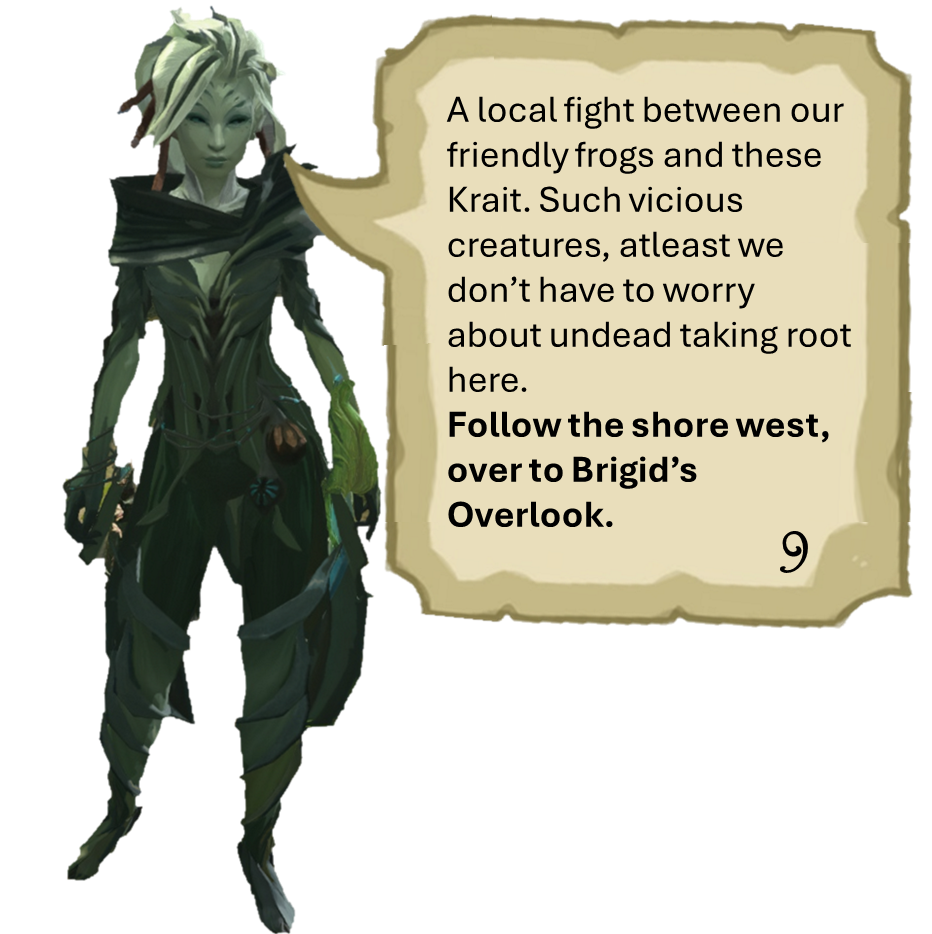 A local fight between our
friendly frogs and these
Krait. Such vicious
creatures, atleast we
don’t have to worry
about undead taking root
here.
Follow the shore west,
over to Brigid’s
Overlook.
9